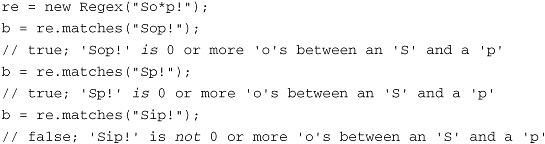 re = new Regex("So*p!");
b = re.matches("Sop!");
// true; 'Sop!' is 0 or more 'o's between an 'S' and a 'p'
b = re.matches("Sp!");
// true; 'Sp!' is 0 or more 'o's between an 'S' and a 'p'
b = re.matches("Sip!");
// false; 'Sip!' is not 0 or more 'o's between an 'S' and a 'p'